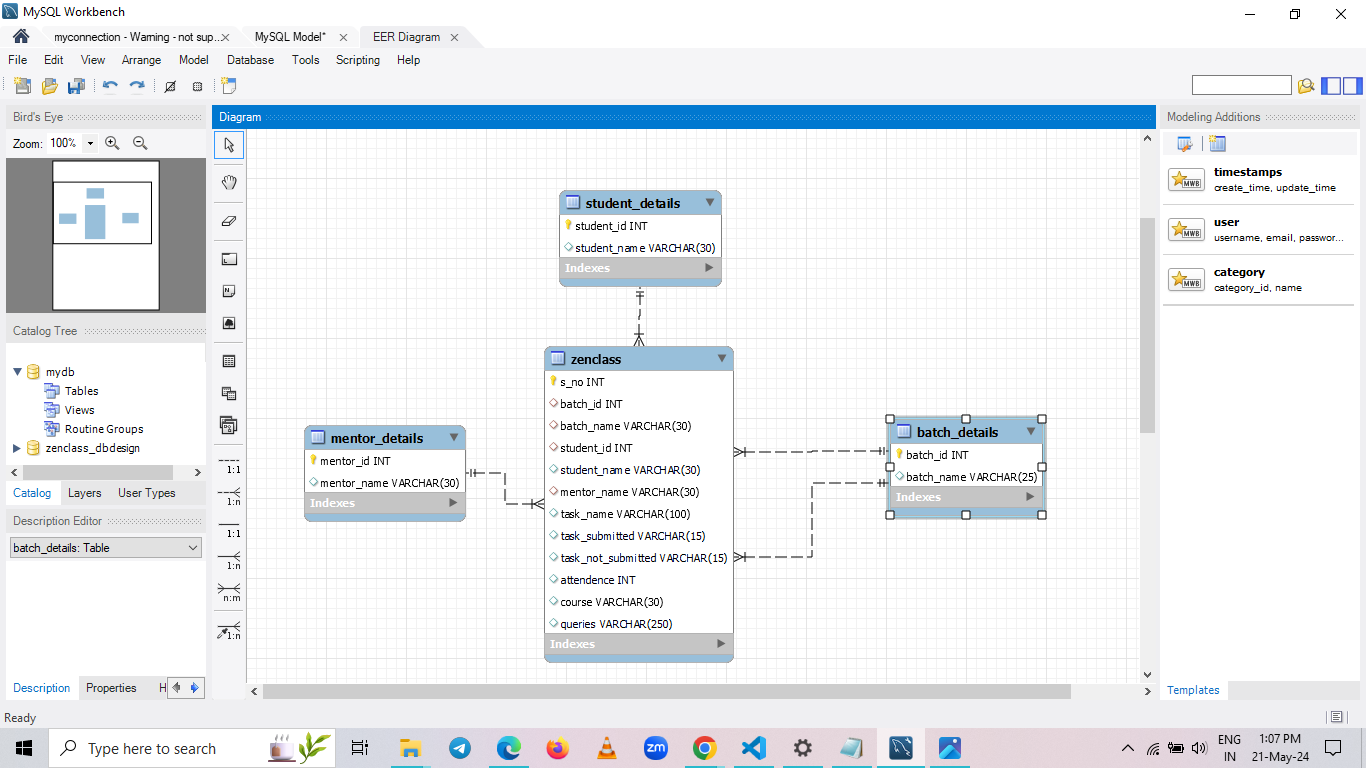 MySQL Workbench
myconnection - Warning - not sup...
MySQL Model*
EER Diagram
File Edit View Arrange Model Database Tools Scripting Help
Bird's Eye
Zoom: 100%
Catalog Tree
mydb
Tables
Views
Routine Groups
zenclass_dbdesign
Catalog Layers User Types
Description Editor
batch_details: Table
Description Properties H
Ready
Diagram
1:1
1:n
1:1
1:n
n:m
1:n
student_details
student_id INT
student_name VARCHAR(30)
Indexes
zenclass
s_no INT
batch_id INT
batch_name VARCHAR(30)
student_id INT
student_name VARCHAR(30)
mentor_name VARCHAR(30)
task_name VARCHAR(100)
task_submitted VARCHAR(15)
task_not_submitted VARCHAR(15)
attendence INT
course VARCHAR(30)
queries VARCHAR(250)
Indexes
mentor_details
mentor_id INT
mentor_name VARCHAR(30)
Indexes
batch_details
batch_id INT
batch_name VARCHAR(25)
Indexes
Modeling Additions
MWB
timestamps
create_time, update_time
MWB
user
username, email, passwor...
MWB
category
category_id, name
Templates
Type here to search
zm
ENG
IN
1:07 PM
21-May-24